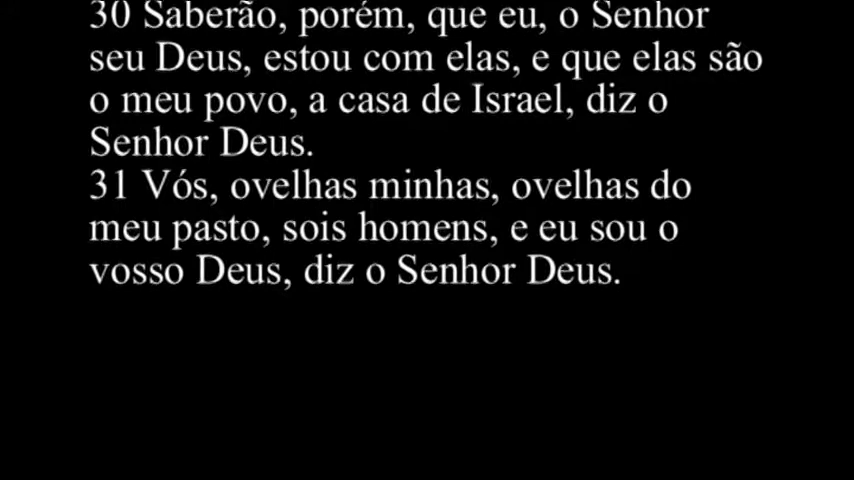 30 Saberão, porém, que eu, o Senhor
seu Deus, estou com elas, e que elas são
o meu povo, a casa de Israel, diz o
Senhor Deus.
31 Vós, ovelhas minhas, ovelhas do
meu pasto, sois homens, e eu sou o
vosso Deus, diz o Senhor Deus.